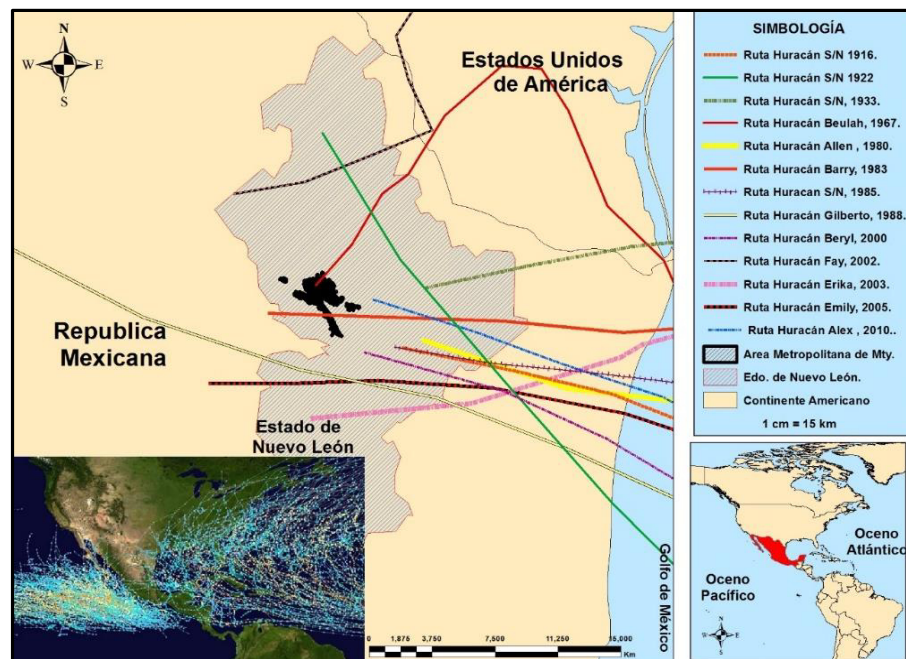 N
W E
S
Estados Unidos
de América
Republica
Mexicana
Estado de
Nuevo León
Golfo de México
0 1,875 3,750 7,500 11,250 15,000
Km
SIMBOLOGÍA
Ruta Huracán S/N 1916.
Ruta Huracán S/N 1922
Ruta Huracán S/N, 1933.
Ruta Huracán Beulah, 1967.
Ruta Huracán Allen , 1980.
Ruta Huracán Barry, 1983
Ruta Huracan S/N, 1985.
Ruta Huracán Gilberto, 1988.
Ruta Huracán Beryl, 2000
Ruta Huracán Fay, 2002.
Ruta Huracán Erika, 2003.
Ruta Huracán Emily, 2005.
Ruta Huracán Alex , 2010..
Area Metropolitana de Mty.
Edo. de Nuevo León.
Continente Americano
1 cm = 15 km
Oceno
Atlántico
Oceno
Pacífico
N
W E
S